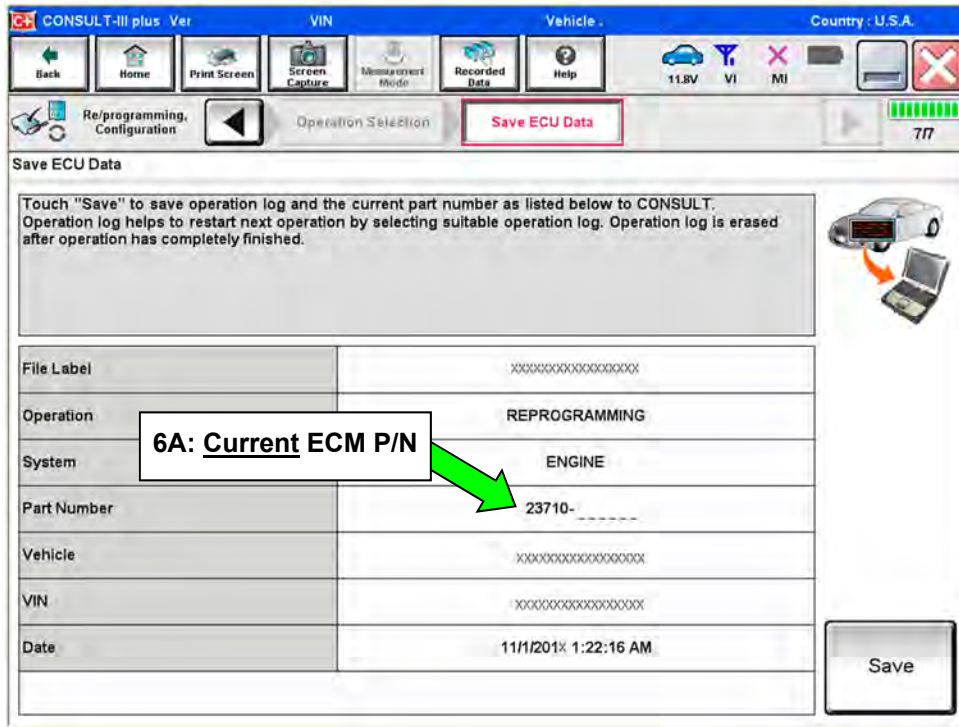 C+ CONSULT-III plus Ver VIN Vehicle . Country : U.S.A.
Back Home Print Screen Screen Capture Measurement Mode Recorded Data Help 11.8V VI MI
Re/programming, Configuration Operation Selection Save ECU Data 7/7
Save ECU Data
Touch "Save" to save operation log and the current part number as listed below to CONSULT.
Operation log helps to restart next operation by selecting suitable operation log. Operation log is erased
after operation has completely finished.
File Label XXXXXXXXXXXXXXXXX
Operation REPROGRAMMING
6A: Current ECM P/N
System ENGINE
Part Number 23710-_ _ _ _ _ _
Vehicle XXXXXXXXXXXXXXXXX
VIN XXXXXXXXXXXXXXXXX
Date 11/1/201X 1:22:16 AM
Save